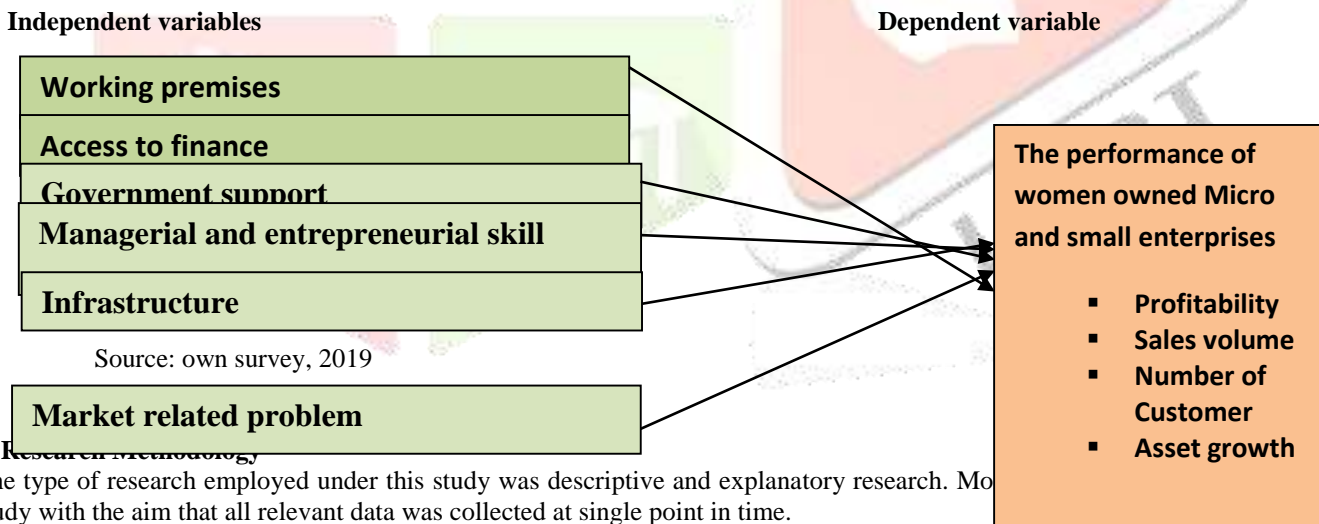 Independent variables Dependent variable
Working premises
Access to finance
Government support
Managerial and entrepreneurial skill
Infrastructure
The performance of
women owned Micro
and small enterprises
▪ Profitability
▪ Sales volume
▪ Number of
Customer
▪ Asset growth
Source: own survey, 2019
Market related problem
Research Methodology
type of research employed under this study was descriptive and explanatory research.
with the aim that all relevant data was collected at single point in time.